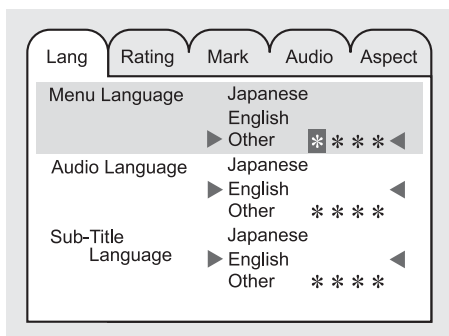 Lang Rating Mark Audio Aspect
Menu Language Japanese
English
Other * * * *
Audio Language Japanese
English
Other * * * *
Sub-Title Japanese
Language English
Other * * * *